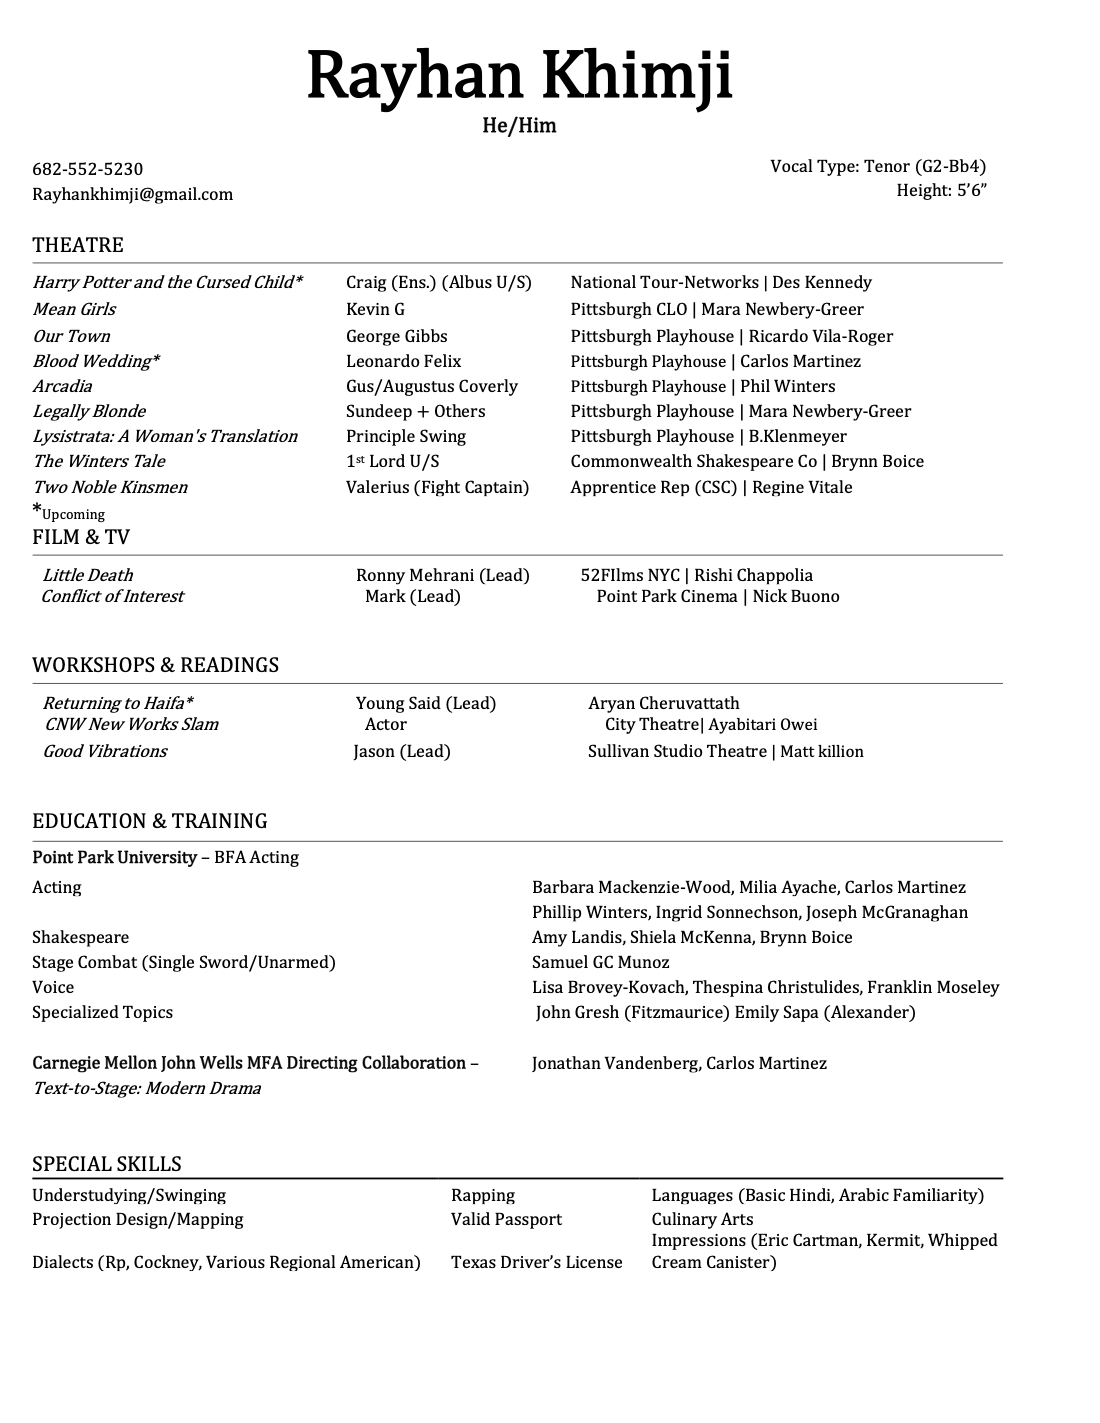 Rayhan Khimji
He/Him
682-552-5230
Rayhankhimji@gmail.com
Vocal Type: Tenor (G2-Bb4)
Height: 5’6”
THEATRE
Harry Potter and the Cursed Child* Craig (Ens.) (Albus U/S) National Tour-Networks | Des Kennedy
Mean Girls Kevin G Pittsburgh CLO | Mara Newbery-Greer
Our Town George Gibbs Pittsburgh Playhouse | Ricardo Vila-Roger
Blood Wedding* Leonardo Felix Pittsburgh Playhouse | Carlos Martinez
Arcadia Gus/Augustus Coverly Pittsburgh Playhouse | Phil Winters
Legally Blonde Sundeep + Others Pittsburgh Playhouse | Mara Newbery-Greer
Lysistrata: A Woman's Translation Principle Swing Pittsburgh Playhouse | B.Klenmeyer
The Winters Tale 1st Lord U/S Commonwealth Shakespeare Co | Brynn Boice
Two Noble Kinsmen Valerius (Fight Captain) Apprentice Rep (CSC) | Regine Vitale
*Upcoming
FILM & TV
Little Death Ronny Mehrani (Lead) 52FIlms NYC | Rishi Chappolia
Conflict of Interest Mark (Lead) Point Park Cinema | Nick Buono
WORKSHOPS & READINGS
Returning to Haifa* Young Said (Lead) Aryan Cheruvattath
CNW New Works Slam Actor City Theatre| Ayabitari Owei
Good Vibrations Jason (Lead) Sullivan Studio Theatre | Matt killion
EDUCATION & TRAINING
Point Park University – BFA Acting
Acting Barbara Mackenzie-Wood, Milia Ayache, Carlos Martinez
Phillip Winters, Ingrid Sonnechson, Joseph McGranaghan
Shakespeare Amy Landis, Shiela McKenna, Brynn Boice
Stage Combat (Single Sword/Unarmed) Samuel GC Munoz
Voice Lisa Brovey-Kovach, Thespina Christulides, Franklin Moseley
Specialized Topics John Gresh (Fitzmaurice) Emily Sapa (Alexander)
Carnegie Mellon John Wells MFA Directing Collaboration – Jonathan Vandenberg, Carlos Martinez
Text-to-Stage: Modern Drama
SPECIAL SKILLS
Understudying/Swinging Rapping Languages (Basic Hindi, Arabic Familiarity)
Projection Design/Mapping Valid Passport Culinary Arts
Impressions (Eric Cartman, Kermit, Whipped
Dialects (Rp, Cockney, Various Regional American) Texas Driver’s License Cream Canister)